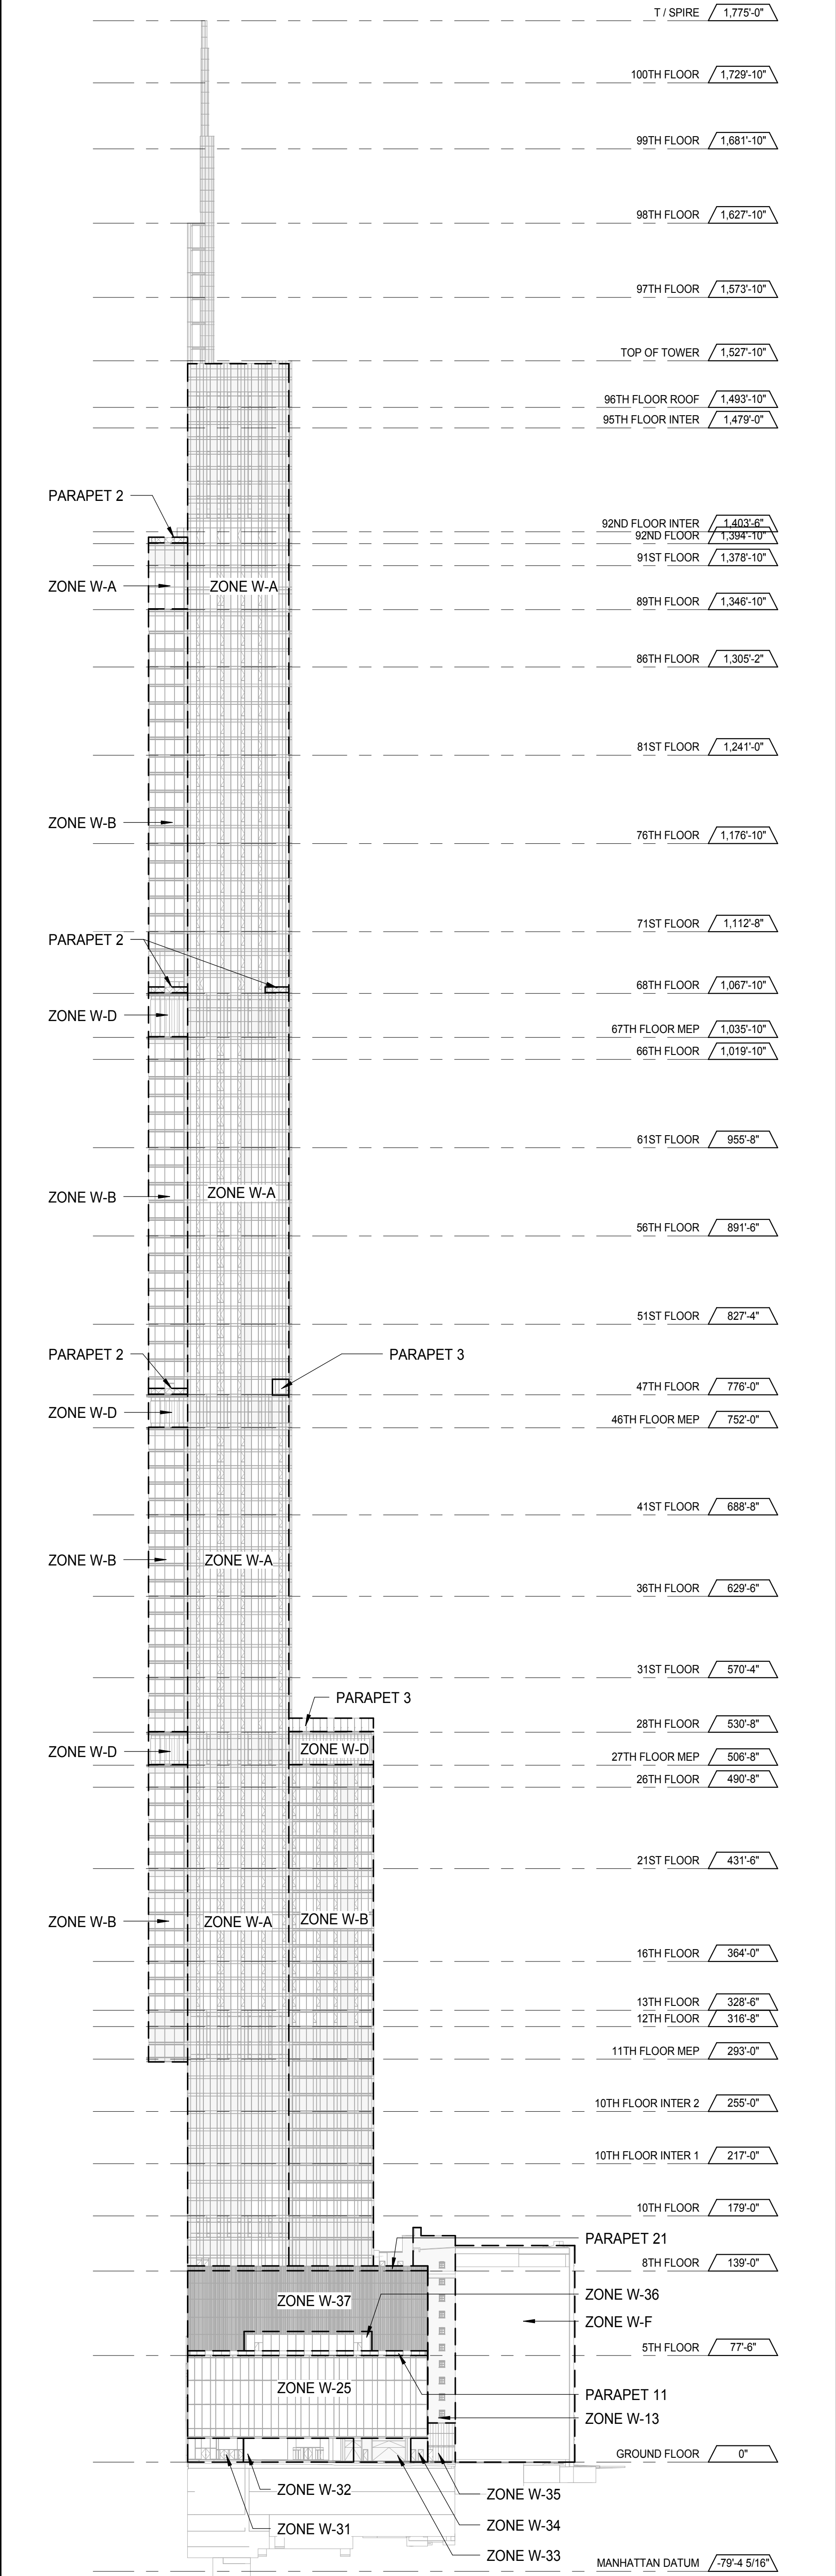 T / SPIRE 1,775'-0"
100TH FLOOR 1,729'-10"
99TH FLOOR 1,681'-10"
98TH FLOOR 1,627'-10"
97TH FLOOR 1,573'-10"
TOP OF TOWER 1,527'-10"
96TH FLOOR ROOF 1,493'-10"
95TH FLOOR INTER 1,479'-0"
PARAPET 2
92ND FLOOR INTER 1,403'-6"
92ND FLOOR 1,394'-10"
91ST FLOOR 1,378'-10"
ZONE W-A ZONE W-A
89TH FLOOR 1,346'-10"
86TH FLOOR 1,305'-2"
81ST FLOOR 1,241'-0"
ZONE W-B
76TH FLOOR 1,176'-10"
71ST FLOOR 1,112'-8"
PARAPET 2
68TH FLOOR 1,067'-10"
ZONE W-D
67TH FLOOR MEP 1,035'-10"
66TH FLOOR 1,019'-10"
61ST FLOOR 955'-8"
ZONE W-B ZONE W-A
56TH FLOOR 891'-6"
51ST FLOOR 827'-4"
PARAPET 2 PARAPET 3
47TH FLOOR 776'-0"
ZONE W-D
46TH FLOOR MEP 752'-0"
41ST FLOOR 688'-8"
ZONE W-B ZONE W-A
36TH FLOOR 629'-6"
31ST FLOOR 570'-4"
PARAPET 3
28TH FLOOR 530'-8"
ZONE W-D ZONE W-D
27TH FLOOR MEP 506'-8"
26TH FLOOR 490'-8"
21ST FLOOR 431'-6"
ZONE W-B ZONE W-A ZONE W-B
16TH FLOOR 364'-0"
13TH FLOOR 328'-6"
12TH FLOOR 316'-8"
11TH FLOOR MEP 293'-0"
10TH FLOOR INTER 2 255'-0"
10TH FLOOR INTER 1 217'-0"
10TH FLOOR 179'-0"
PARAPET 21
8TH FLOOR 139'-0"
ZONE W-36
ZONE W-37
ZONE W-F
5TH FLOOR 77'-6"
ZONE W-25
PARAPET 11
ZONE W-13
GROUND FLOOR 0"
ZONE W-32
ZONE W-35
ZONE W-34
ZONE W-31
ZONE W-33
MANHATTAN DATUM -79'-4 5/16"